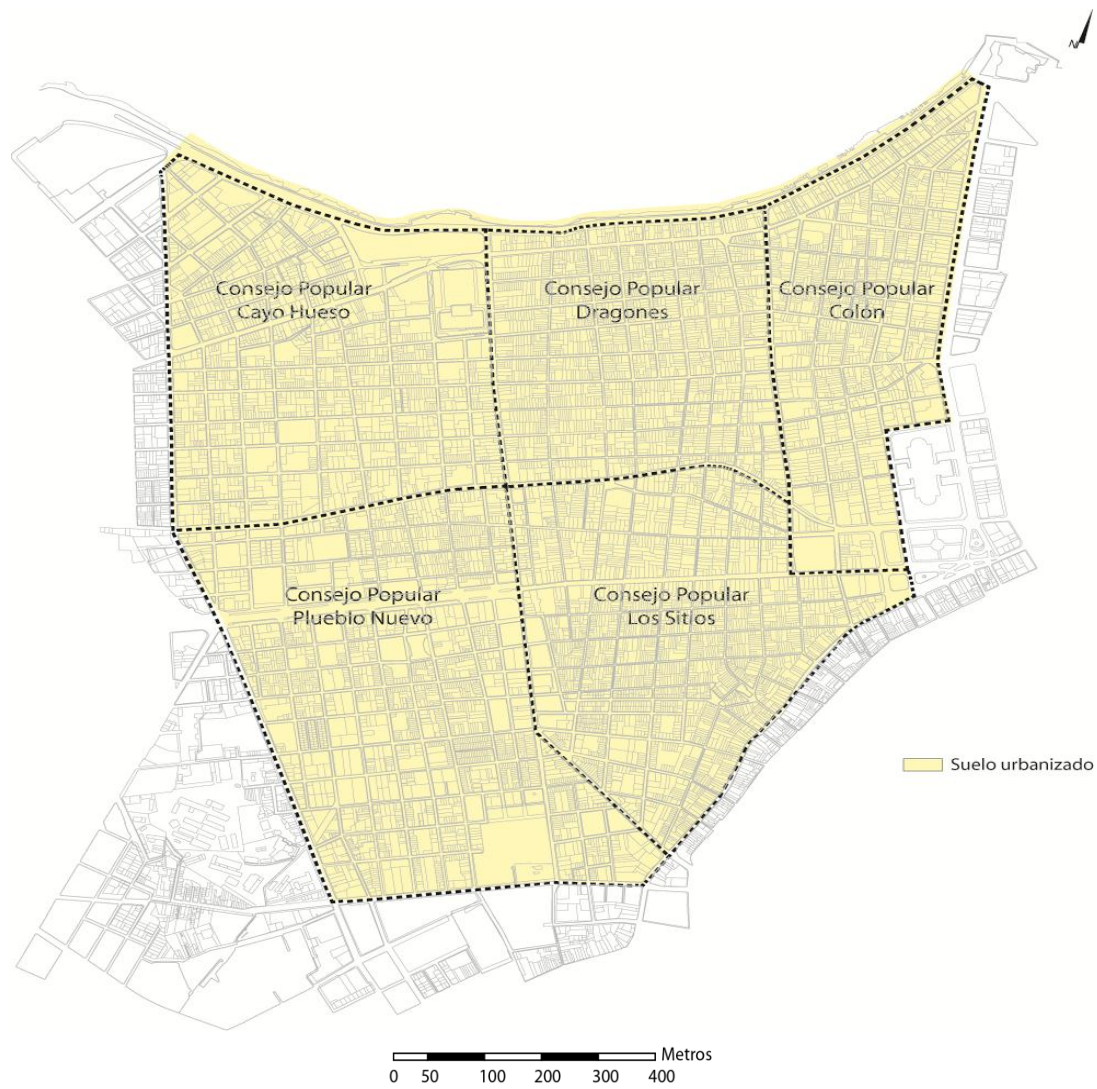 N
Consejo Popular
Cayo Hueso
Consejo Popular
Dragones
Consejo Popular
Colón
Consejo Popular
Plueblo Nuevo
Consejo Popular
Los Sitios
Suelo urbanizado
Metros
0 50 100 200 300 400